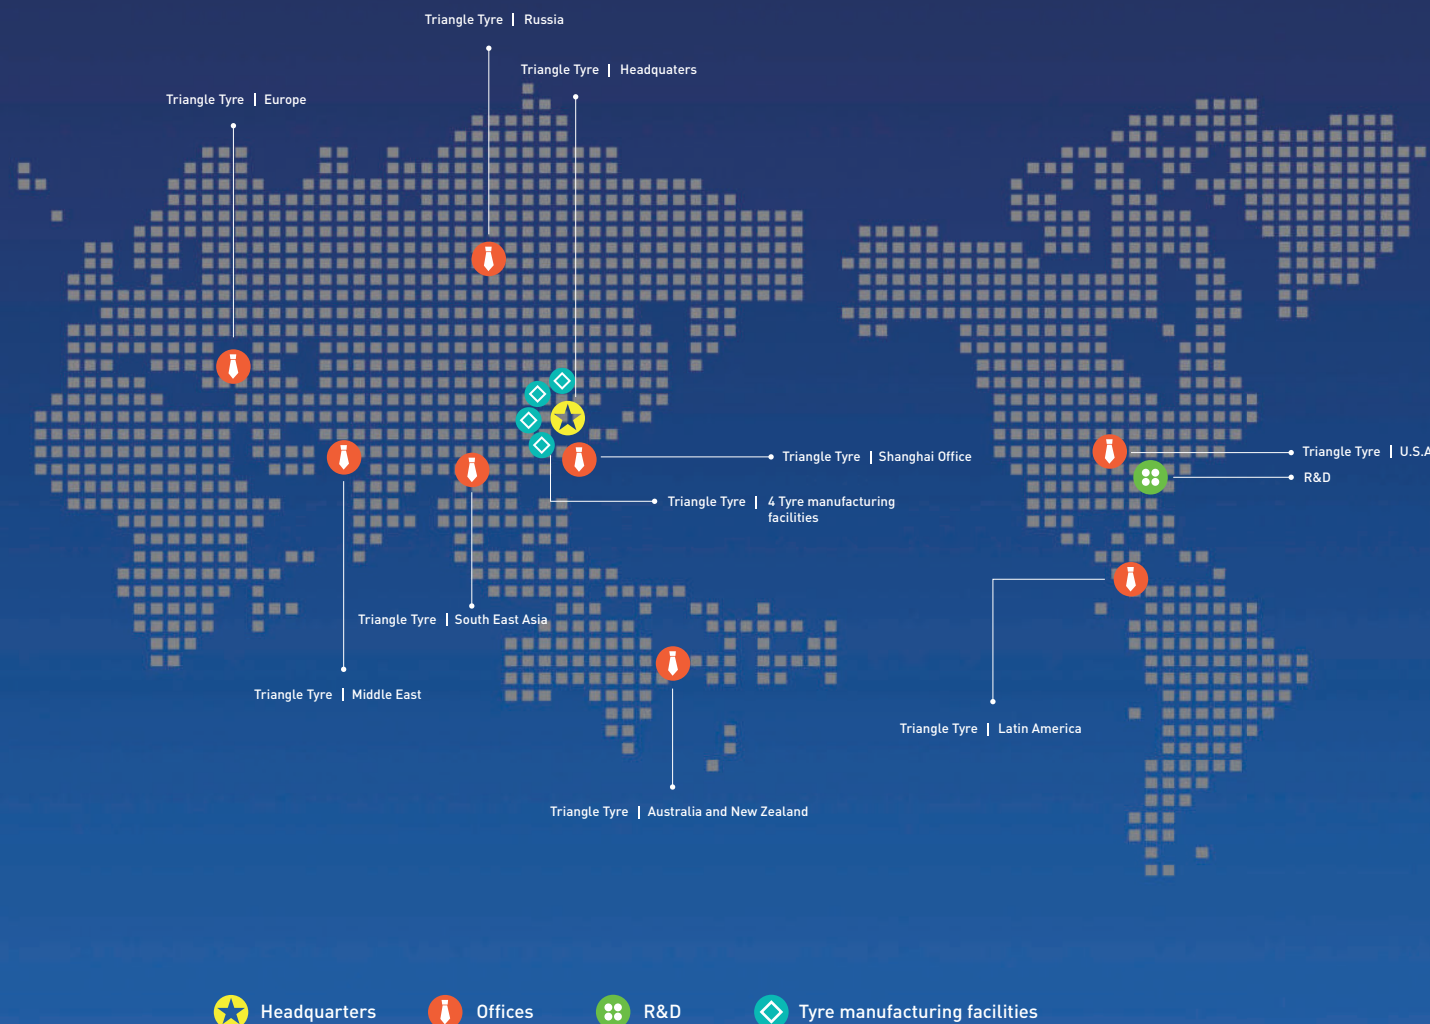 Triangle Tyre | Russia
Triangle Tyre | Headquaters
Triangle Tyre | Europe
Triangle Tyre | U.S.A
Triangle Tyre | Shanghai Office
R&D
Triangle Tyre | 4 Tyre manufacturing
facilities
Triangle Tyre | South East Asia
Triangle Tyre | Middle East
Triangle Tyre | Latin America
Triangle Tyre | Australia and New Zealand
Headquarters Offices R&D Tyre manufacturing facilities